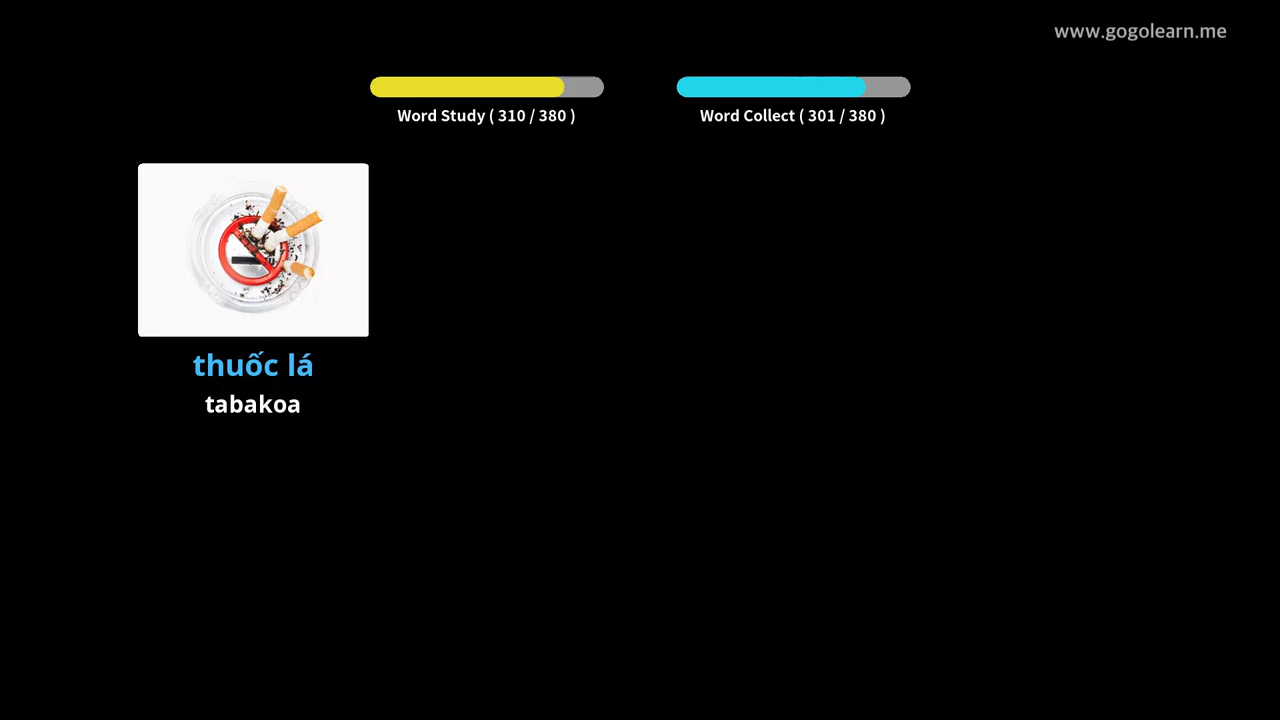 www.gogolearn.me
Word Study ( 310 / 380 )
Word Collect ( 301 / 380 )
thuốc lá
tabakoa